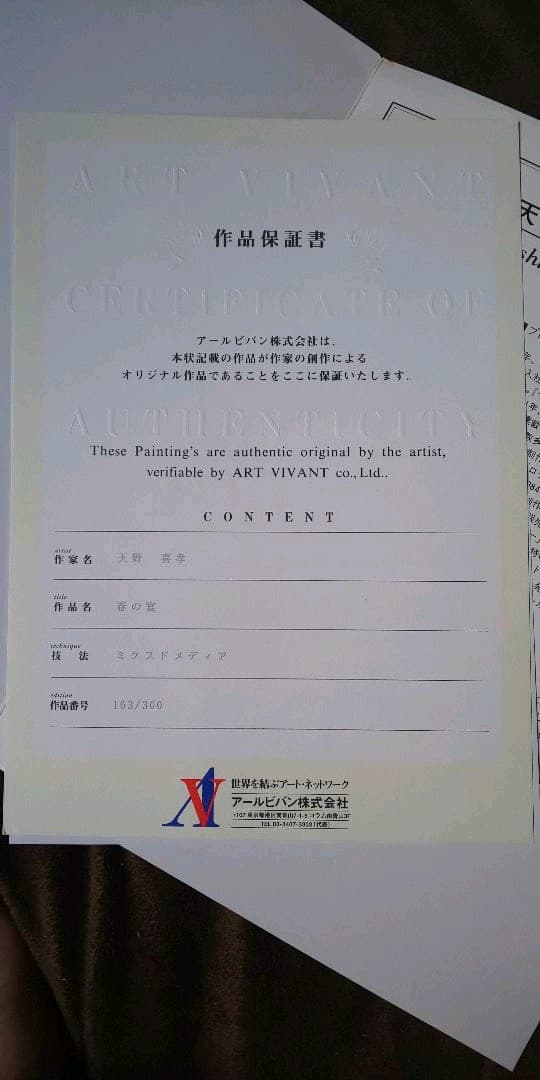 ART VIVANT
作品保証書
CERTIFICATE OF
アールビバン株式会社は、
本状記載の作品が作家の創作による
オリジナル作品であることをここに保証いたします。
AUTHENTICITY
These Painting's are authentic original by the artist,
verifiable by ART VIVANT co., Ltd..
CONTENT
artist
作家名 天野 喜孝
title
作品名 春の宴
technique
技 法 ミクスドメディア
edition
作品番号 163/300
世界を結ぶアート・ネットワーク
アールビバン株式会社
天